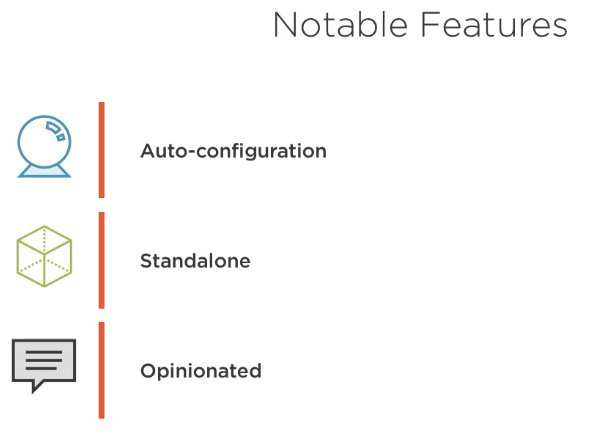 Notable Features
Auto-configuration
Standalone
Opinionated